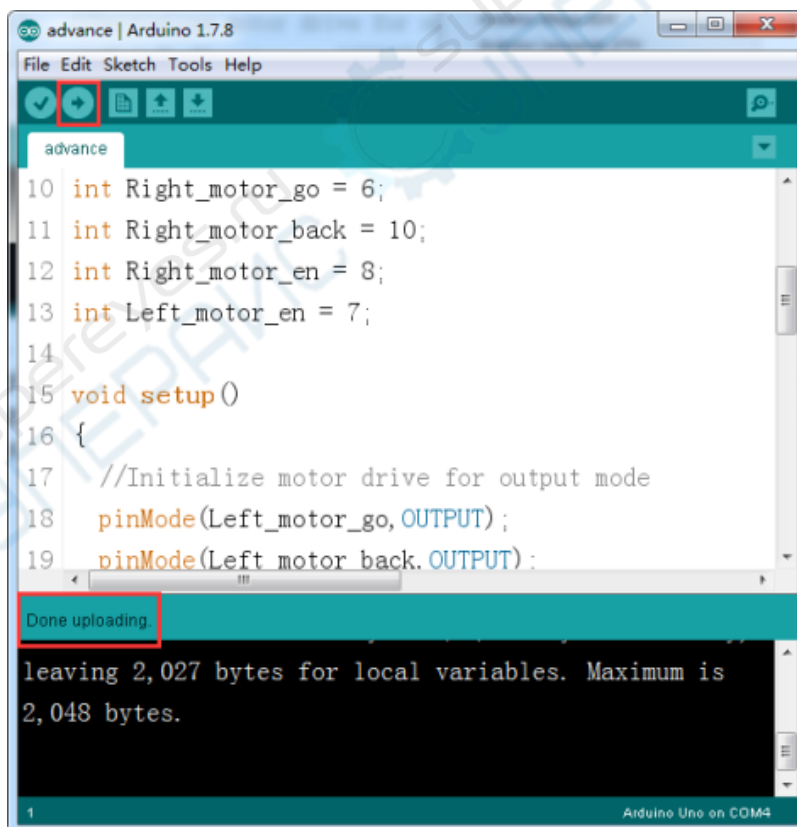 advance | Arduino 1.7.8
File Edit Sketch Tools Help
advance
10 int Right_motor_go = 6;
11 int Right_motor_back = 10;
12 int Right_motor_en = 8;
13 int Left_motor_en = 7;
14
15 void setup()
16 {
17 //Initialize motor drive for output mode
18 pinMode(Left_motor_go,OUTPUT);
19 pinMode(Left_motor_back,OUTPUT);
Done uploading.
leaving 2,027 bytes for local variables. Maximum is
2,048 bytes.
1 Arduino Uno on COM4